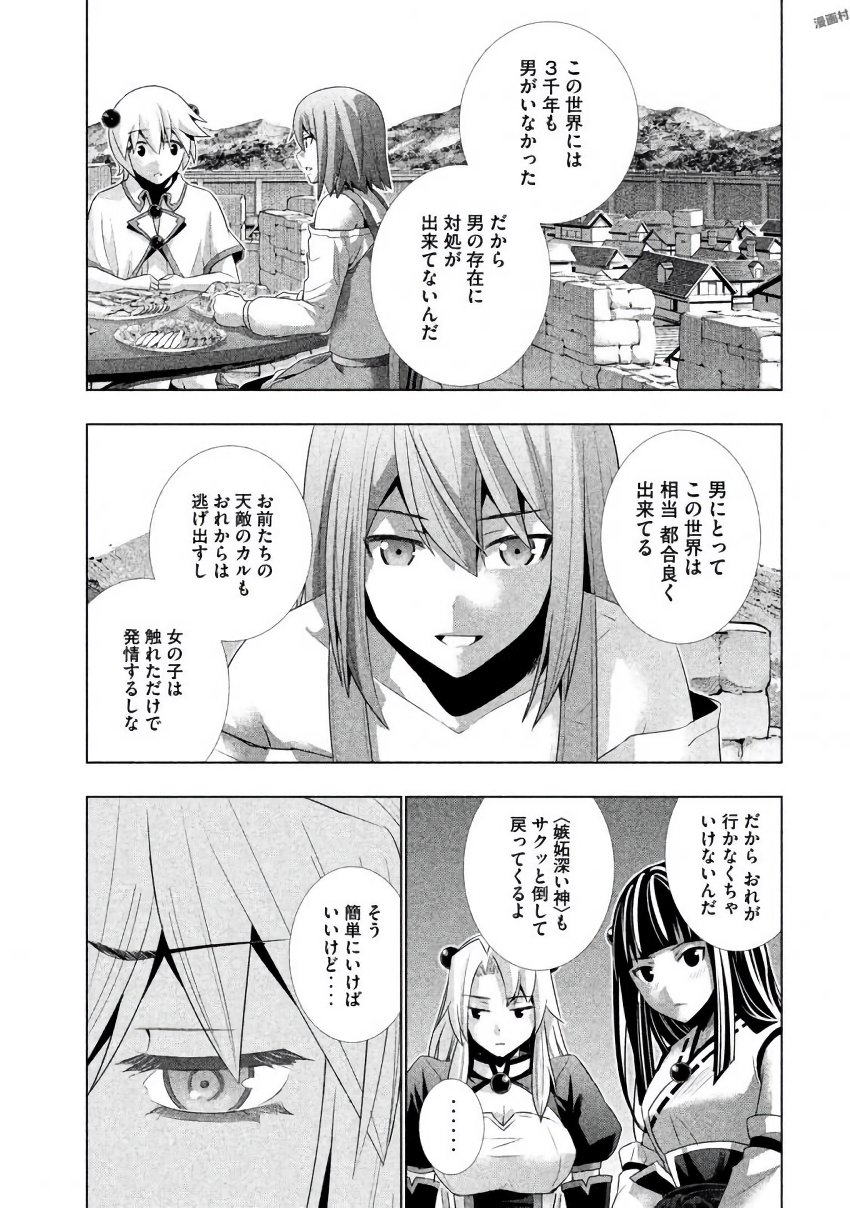 漫画村
この世界には
３千年も
男がいなかった
だから
男の存在に
対処が
出来てないんだ
男にとって
この世界は
相当 都合良く
出来てる
お前たちの
天敵のカルも
おれからは
逃げ出すし
女の子は
触れただけで
発情するしな
だから おれが
行かなくちゃ
いけないんだ
〈嫉妬深い神〉も
サクッと倒して
戻ってくるよ
・・・・・・
そう
簡単にいけば
いいけど････